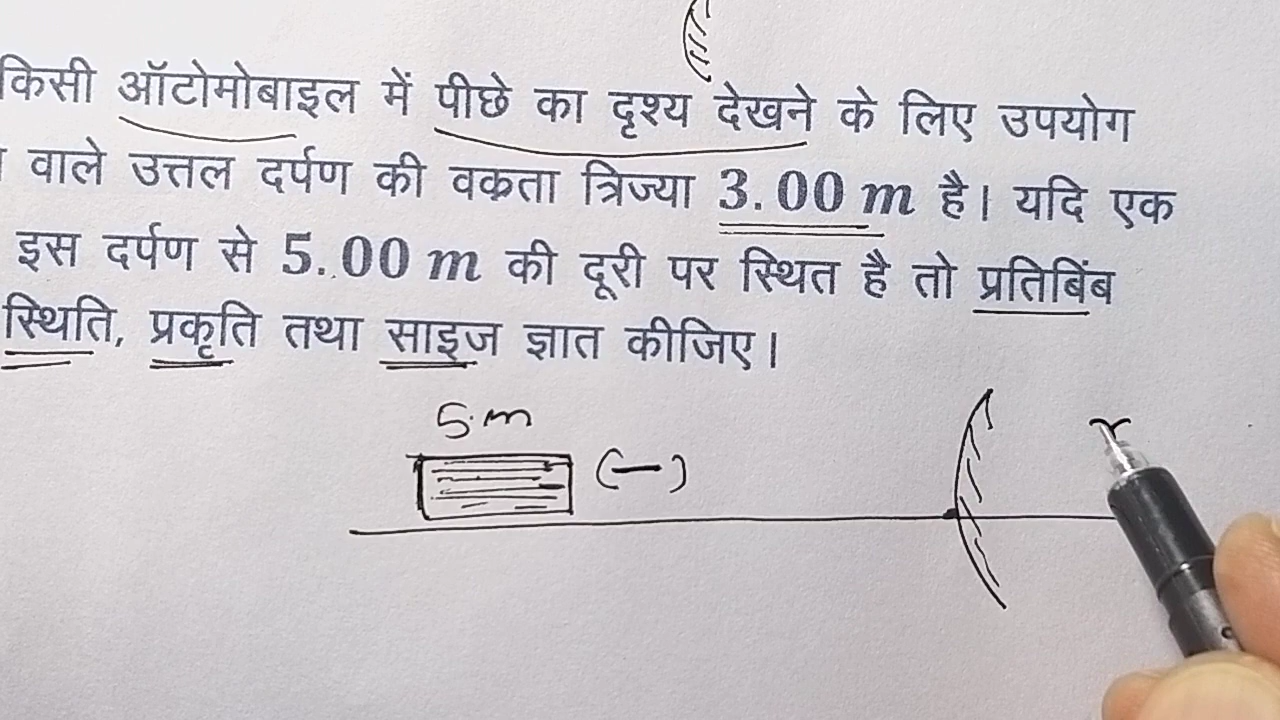 किसी ऑटोमोबाइल में पीछे का दृश्य देखने के लिए उपयोग
वाले उत्तल दर्पण की वक्रता त्रिज्या 3.00 m है। यदि एक
इस दर्पण से 5.00 m की दूरी पर स्थित है तो प्रतिबिंब
स्थिति, प्रकृति तथा साइज ज्ञात कीजिए।
5.m
(—)